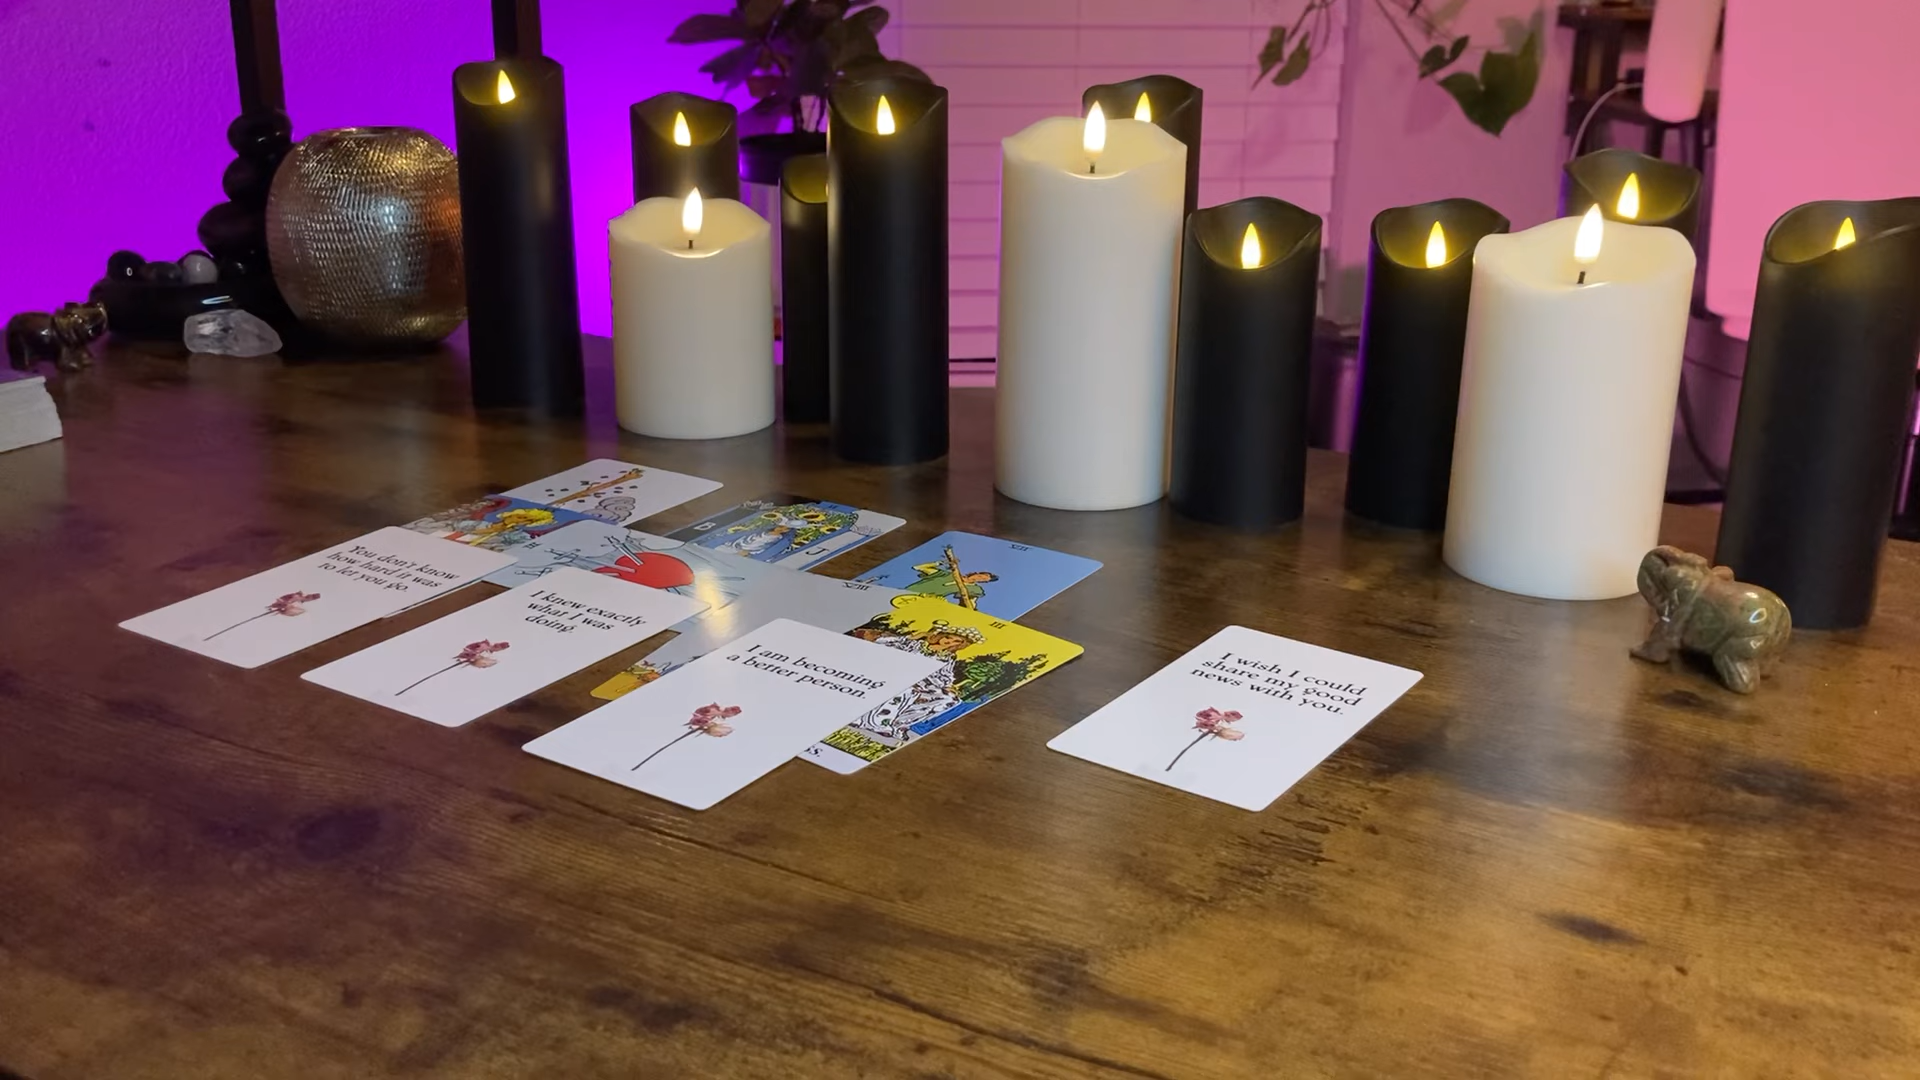 You don't know
how hard it was
to let you go.
I knew exactly
what I was
doing.
I am becoming
a better person.
III
I wish I could
share my good
news with you.